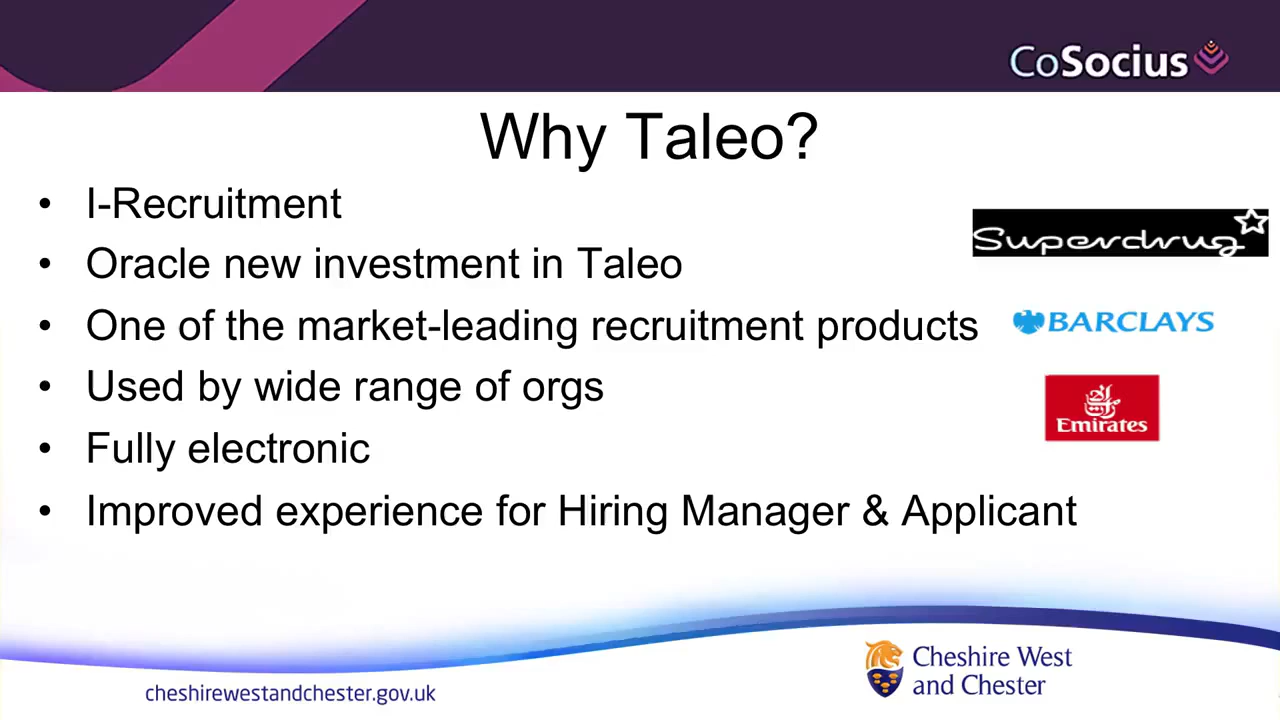 CoSocius
Why Taleo?
• I-Recruitment
• Oracle new investment in Taleo
• One of the market-leading recruitment products
• Used by wide range of orgs
• Fully electronic
• Improved experience for Hiring Manager & Applicant
Superdrug
BARCLAYS
Emirates
cheshirewestandchester.gov.uk
Cheshire West
and Chester